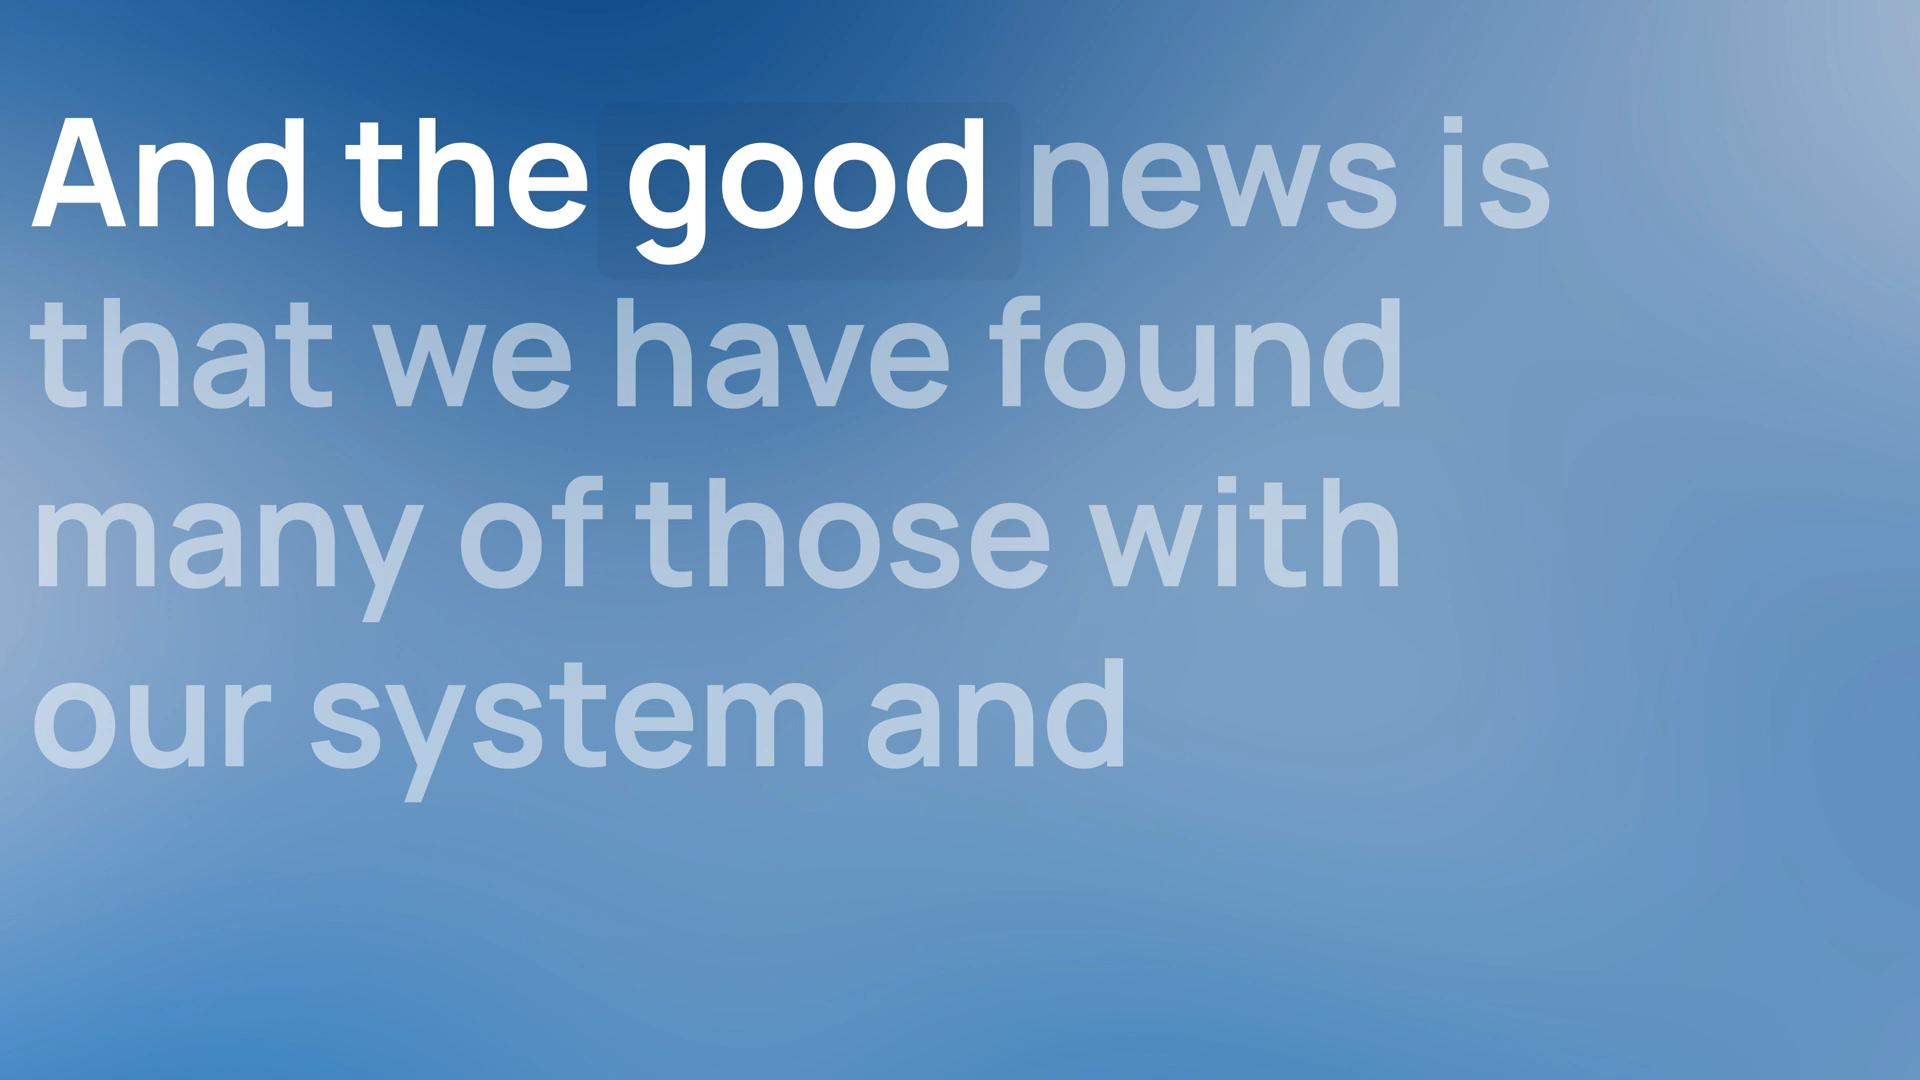 And the good news is
that we have found
many of those with
our system and